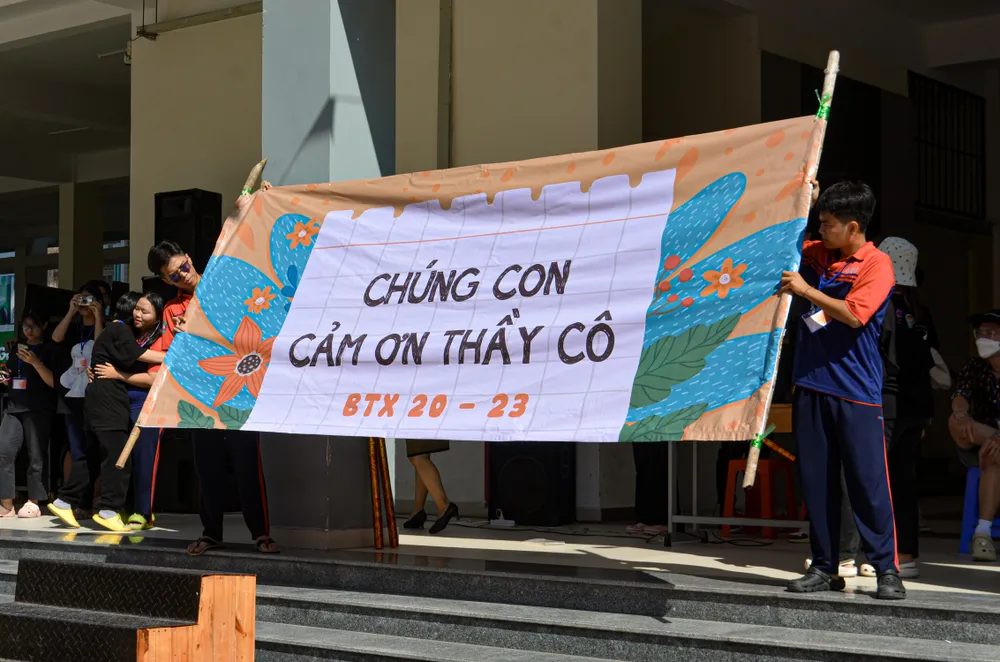 CHÚNG CON
CẢM ƠN THẦY CÔ
BTX 20 - 23